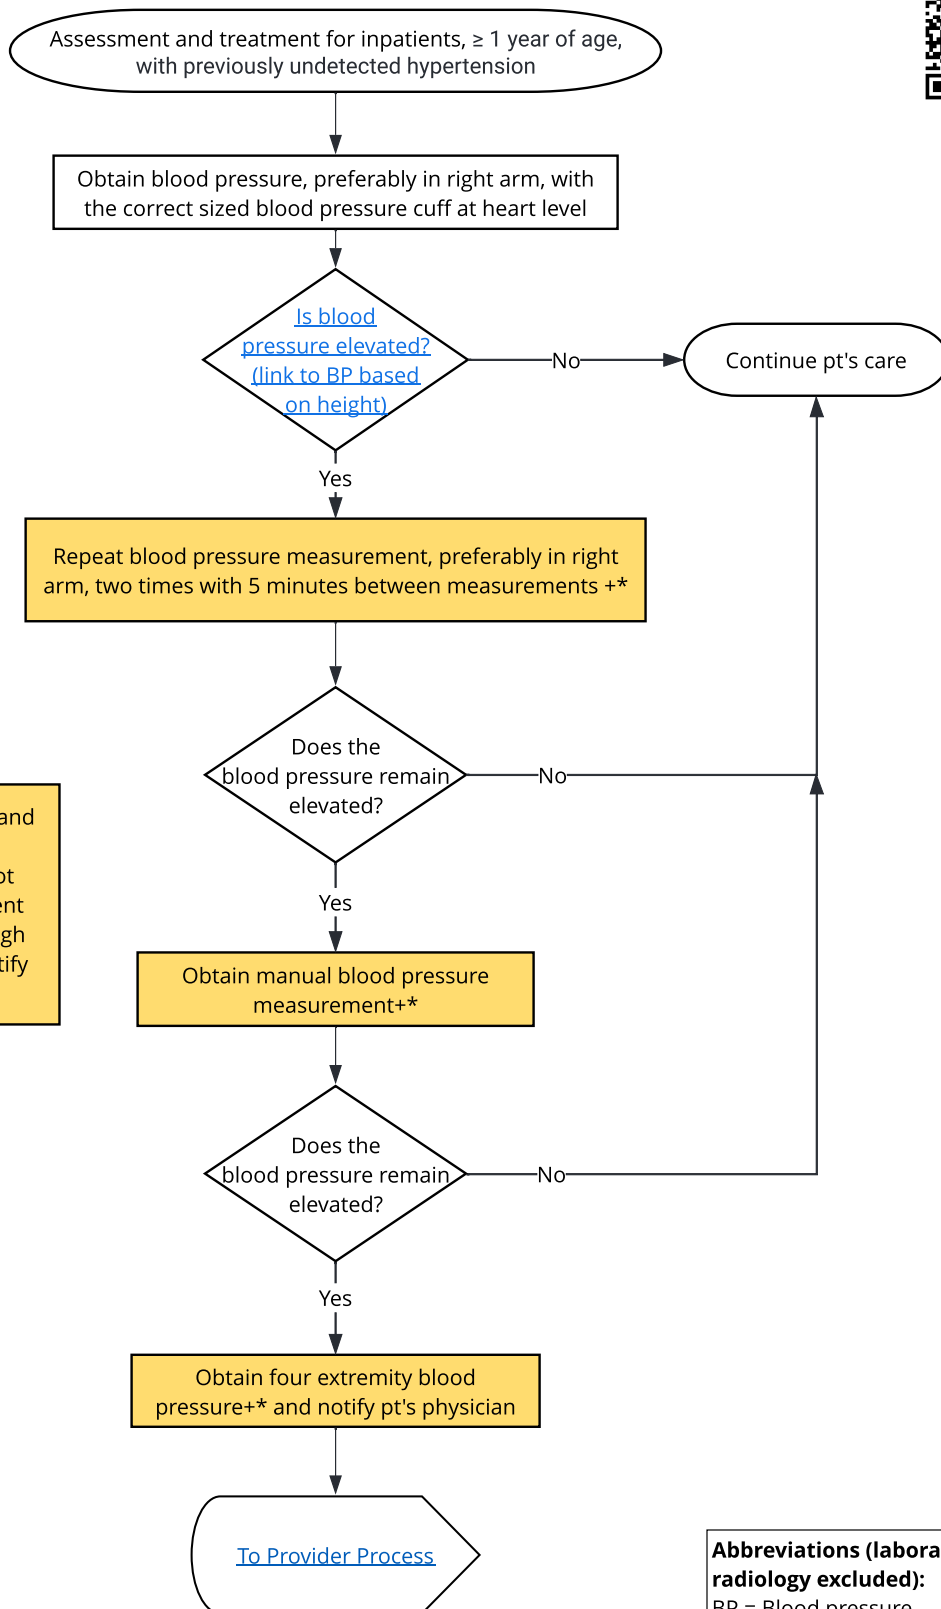 Assessment and treatment for inpatients, ≥ 1 year of age,
with previously undetected hypertension
Obtain blood pressure, preferably in right arm, with
the correct sized blood pressure cuff at heart level
Is blood
pressure elevated?
(link to BP based
on height)
No
Continue pt's care
Yes
Repeat blood pressure measurement, preferably in right
arm, two times with 5 minutes between measurements +*
Does the
blood pressure remain
elevated?
No
and
Yes
Obtain manual blood pressure
measurement+*
Does the
blood pressure remain
elevated?
No
Yes
Obtain four extremity blood
pressure+* and notify pt's physician
To Provider Process
Abbreviations
radiology excluded):
BP = Blood pressure